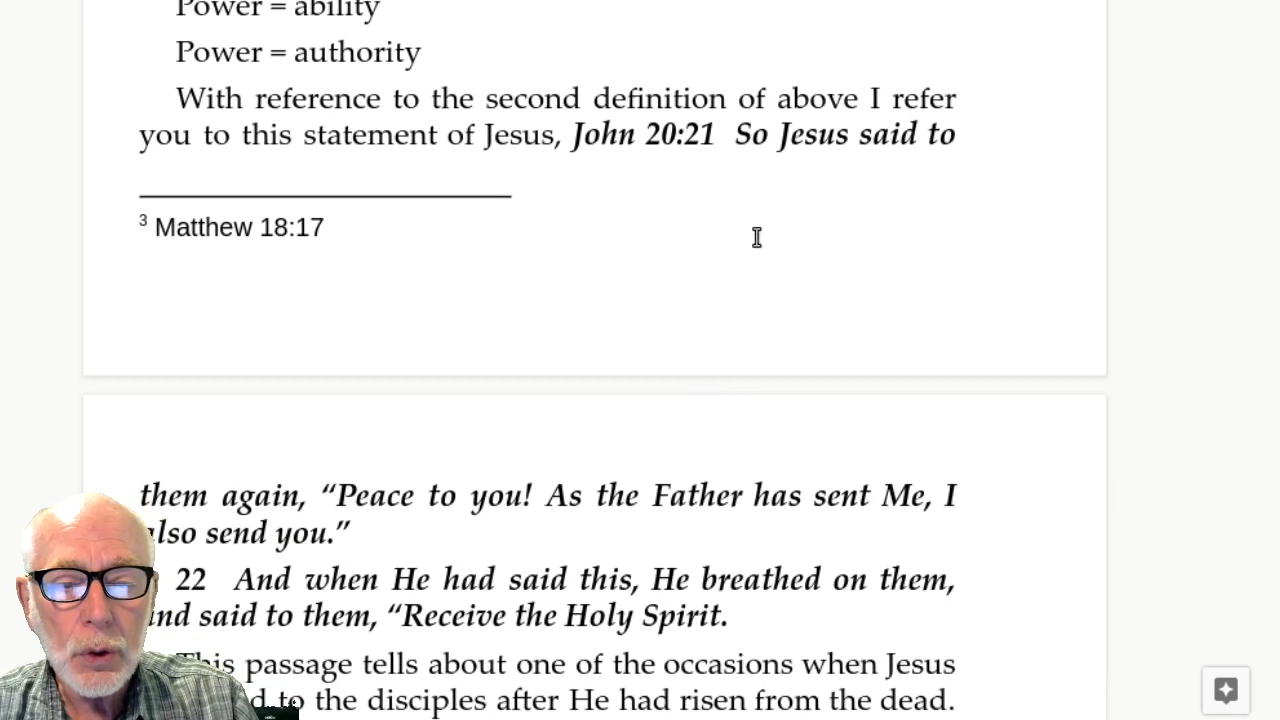 Power = ability
Power = authority
With reference to the second definition of above I refer
you to this statement of Jesus, John 20:21 So Jesus said to
3 Matthew 18:17
them again, “Peace to you! As the Father has sent Me, I
also send you.”
22 And when He had said this, He breathed on them,
and said to them, “Receive the Holy Spirit.
This passage tells about one of the occasions when Jesus
to the disciples after He had risen from the dead.